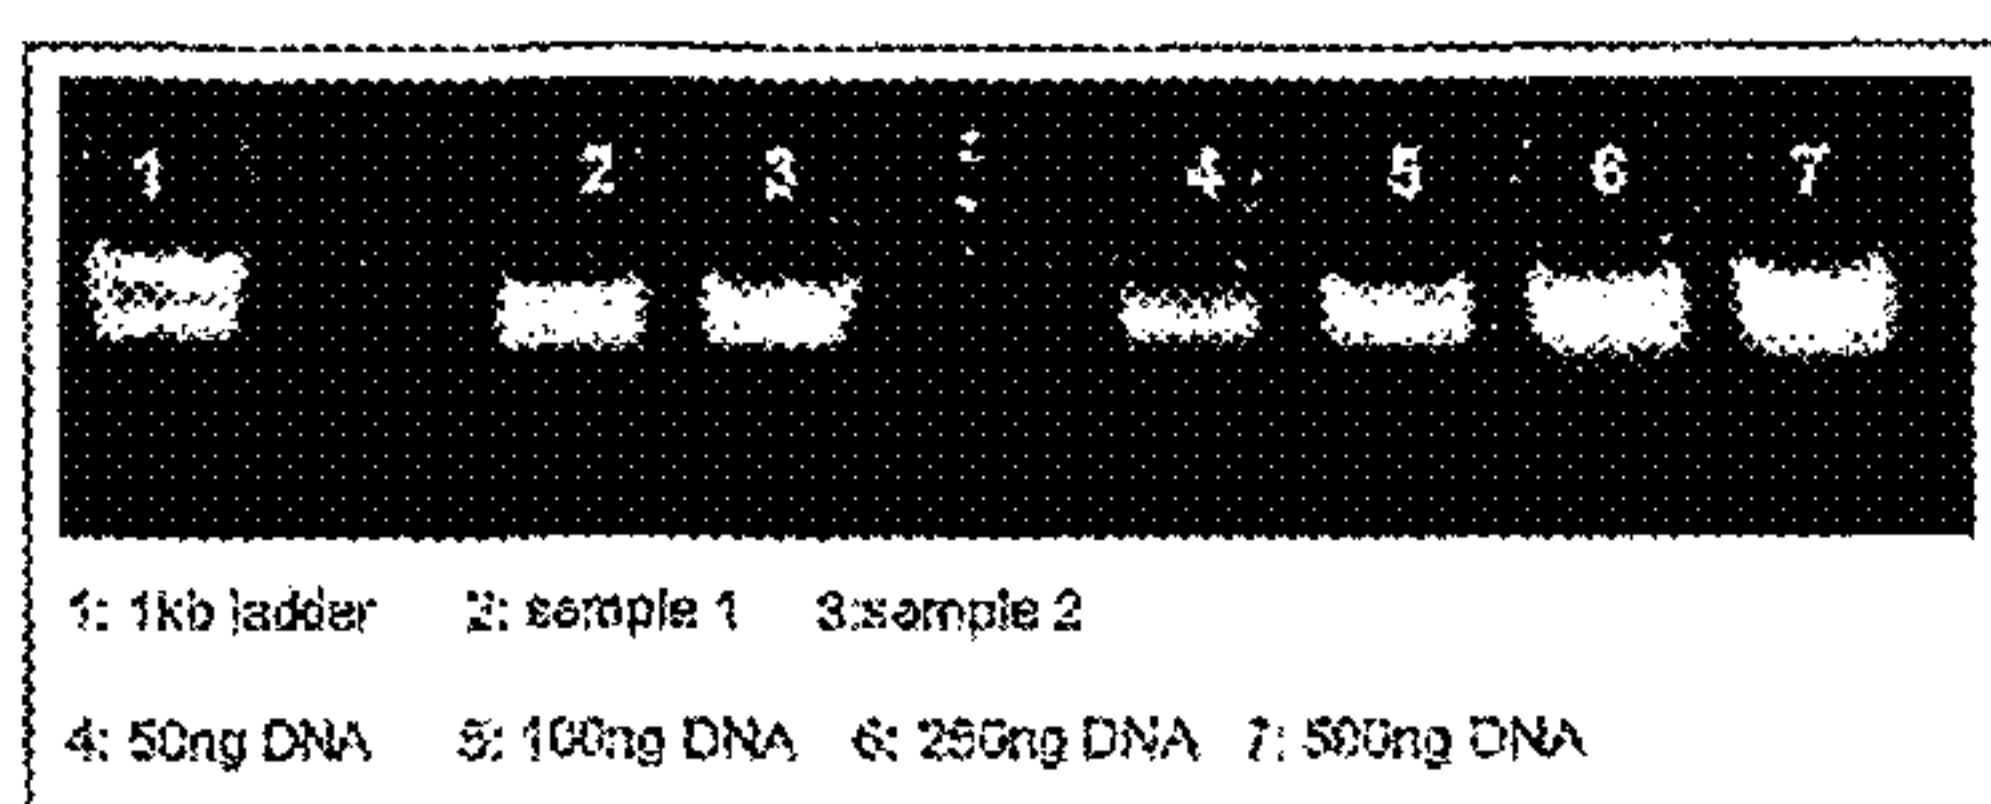 1 2 3 4 5 6 7
1: 1kb ladder 2: sample 1 3:sample 2
4: 50ng DNA 5: 100ng DNA 6: 250ng DNA 7: 500ng DNA